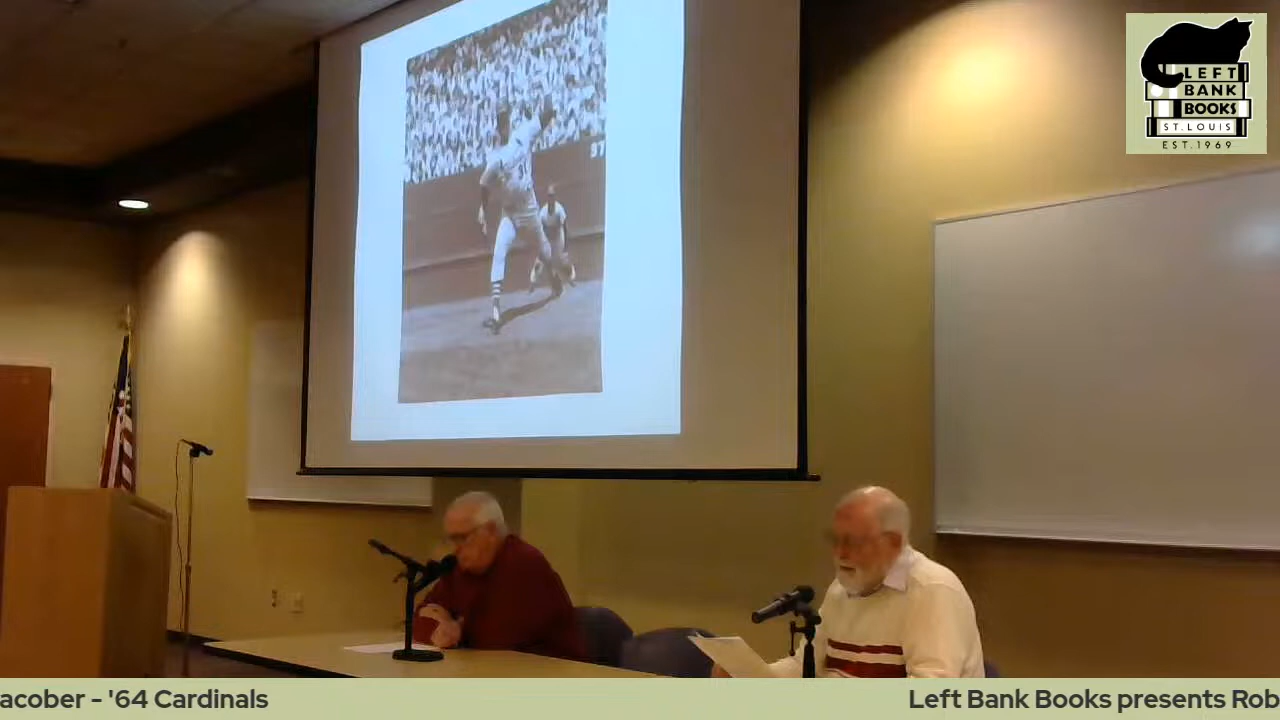 LEFT
BANK
BOOKS
ST. LOUIS
EST. 1969
acober - '64 Cardinals
Left Bank Books presents Rob